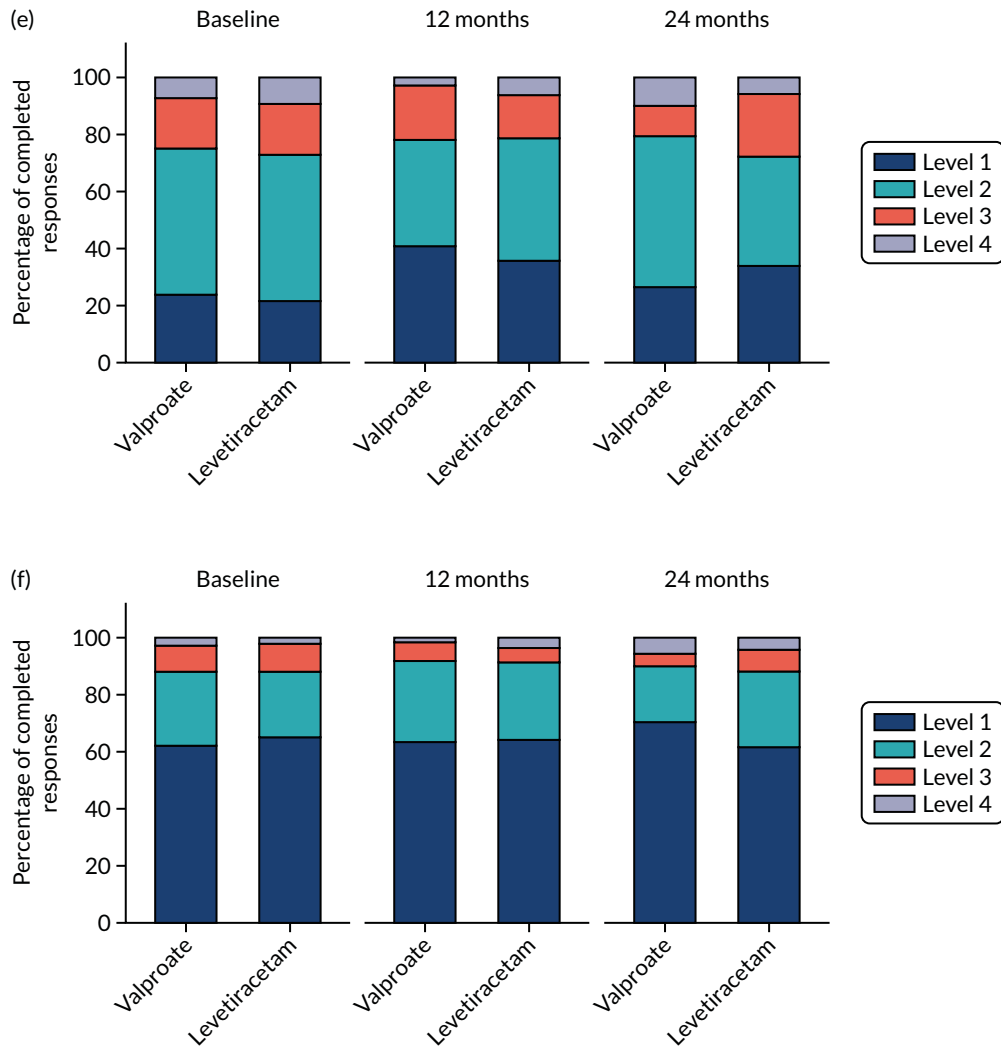 (e)
Baseline
12 months
24 months
Percentage of completed
responses
100
80
60
40
20
0
Valproate
Levetiracetam
Valproate
Levetiracetam
Valproate
Levetiracetam
Level 1
Level 2
Level 3
Level 4
(f)
Baseline
12 months
24 months
Percentage of completed
responses
100
80
60
40
20
0
Valproate
Levetiracetam
Valproate
Levetiracetam
Valproate
Levetiracetam
Level 1
Level 2
Level 3
Level 4